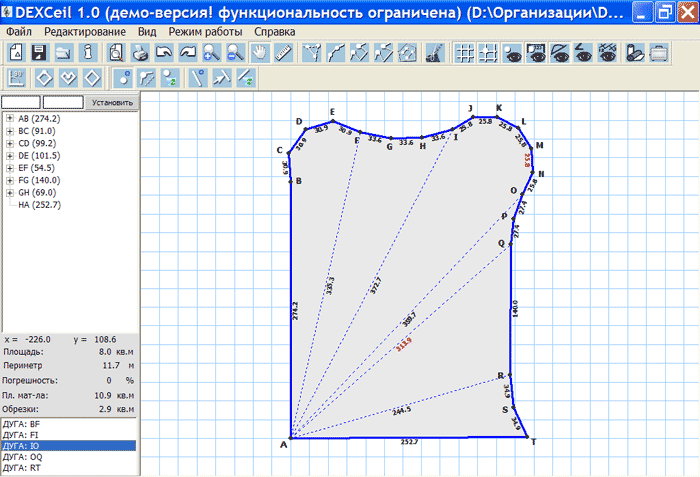 DEXCeil 1.0 (демо-версия! функциональность ограничена) (D:\Организации\D...
Файл Редактирование Вид Режим работы Справка
Установить
AB (274.2)
BC (91.0)
CD (99.2)
DE (101.5)
EF (54.5)
FG (140.0)
GH (69.0)
HA (252.7)
x = -226.0 y = 108.6
Площадь: 8.0 кв.м
Периметр 11.7 м
Погрешность: 0 %
Пл. мат-ла: 10.9 кв.м
Обрезки: 2.9 кв.м
ДУГА: BF
ДУГА: FI
ДУГА: IO
ДУГА: OQ
ДУГА: RT
J K
E
D L
30.9 30.9 33.6 33.6 33.6 25.8 25.8 25.8
F G H I
C 30.9 25.8 M
30.9 25.8 N
B 25.8
O
27.4
P
27.4
Q
335.3 372.7
274.2 359.7 140.0
313.9
R
34.9
244.5 S
34.9
A 252.7 T